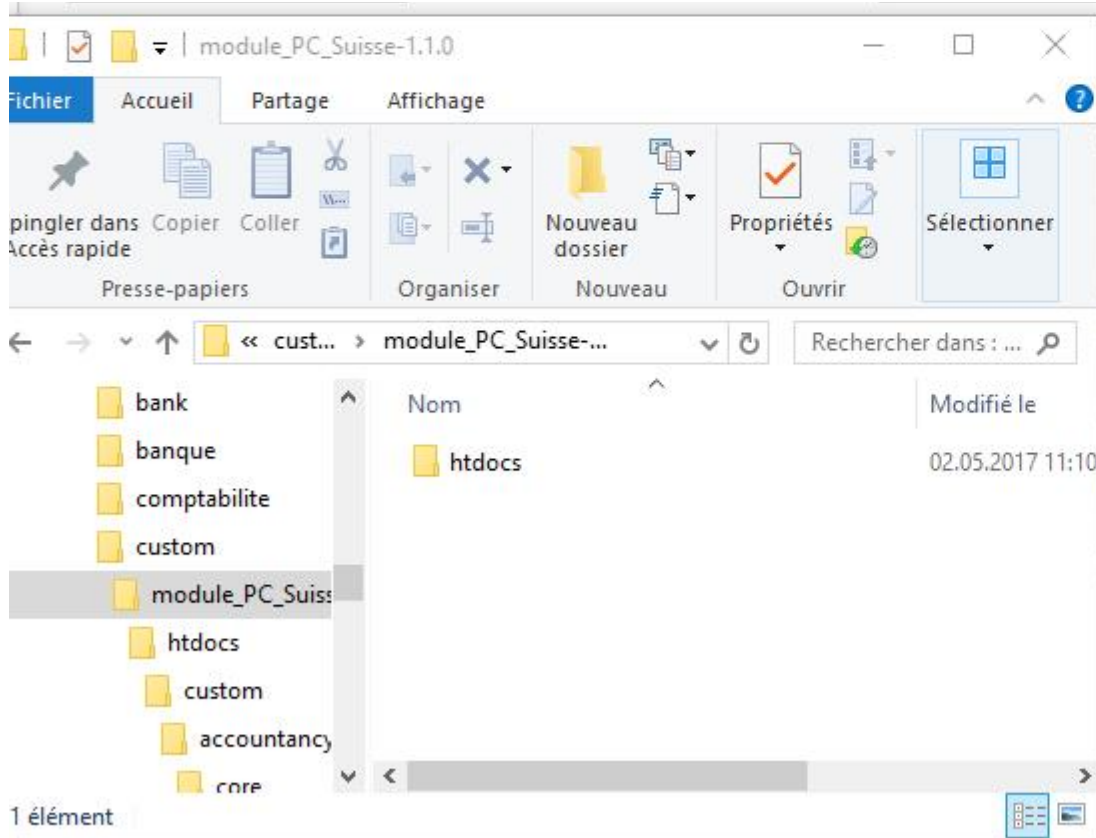 module_PC_Suisse-1.1.0
Fichier Accueil Partage Affichage
pingler dans Copier Coller Nouveau Propriétés Sélectionner
Accès rapide dossier
Presse-papiers Organiser Nouveau Ouvrir
« cust... › module_PC_Suisse-... Rechercher dans : ...
bank Nom Modifié le
banque htdocs 02.05.2017 11:10
comptabilite
custom
module_PC_Suiss
htdocs
custom
accountancy
core
1 élément